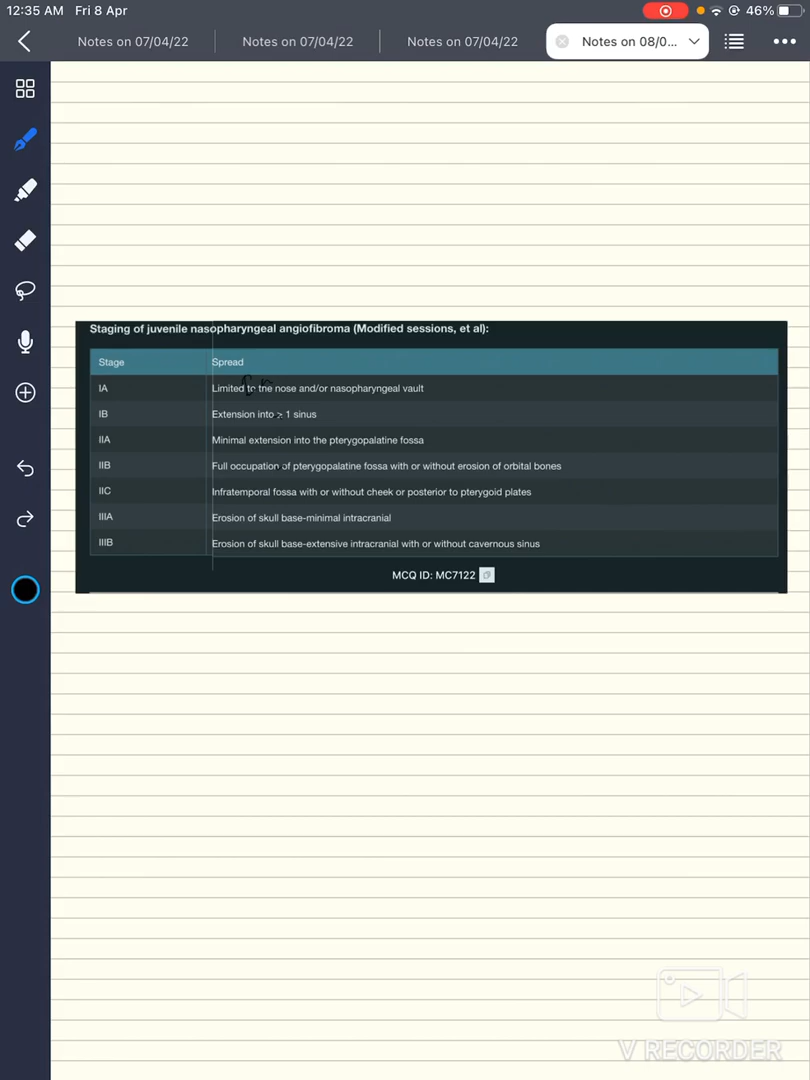 12:35 AM Fri 8 Apr 46%
Notes on 07/04/22 Notes on 07/04/22 Notes on 07/04/22 Notes on 08/0...
Staging of juvenile nasopharyngeal angiofibroma (Modified sessions, et al):
Stage Spread
IA Limited to the nose and/or nasopharyngeal vault
IB Extension into ≥ 1 sinus
IIA Minimal extension into the pterygopalatine fossa
IIB Full occupation of pterygopalatine fossa with or without erosion of orbital bones
IIC Infratemporal fossa with or without cheek or posterior to pterygoid plates
IIIA Erosion of skull base-minimal intracranial
IIIB Erosion of skull base-extensive intracranial with or without cavernous sinus
MCQ ID: MC7122
V RECORDER